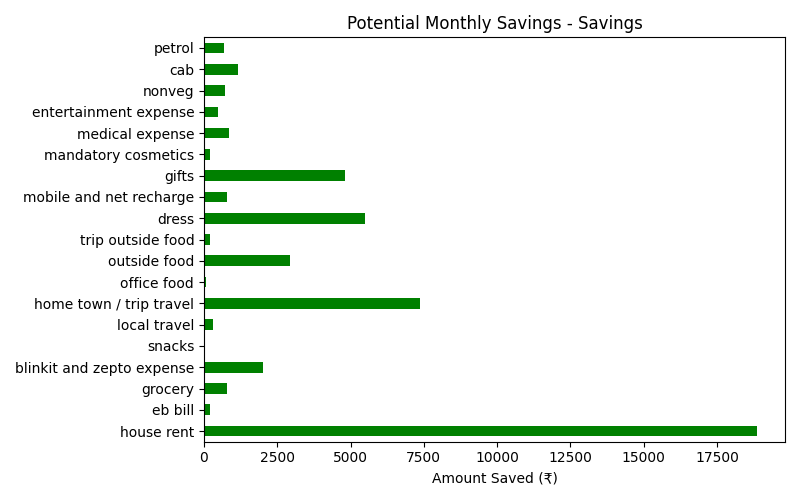 Potential Monthly Savings - Savings
petrol
cab
nonveg
entertainment expense
medical expense
mandatory cosmetics
gifts
mobile and net recharge
dress
trip outside food
outside food
office food
home town / trip travel
local travel
snacks
blinkit and zepto expense
grocery
eb bill
house rent
0 2500 5000 7500 10000 12500 15000 17500
Amount Saved (₹)